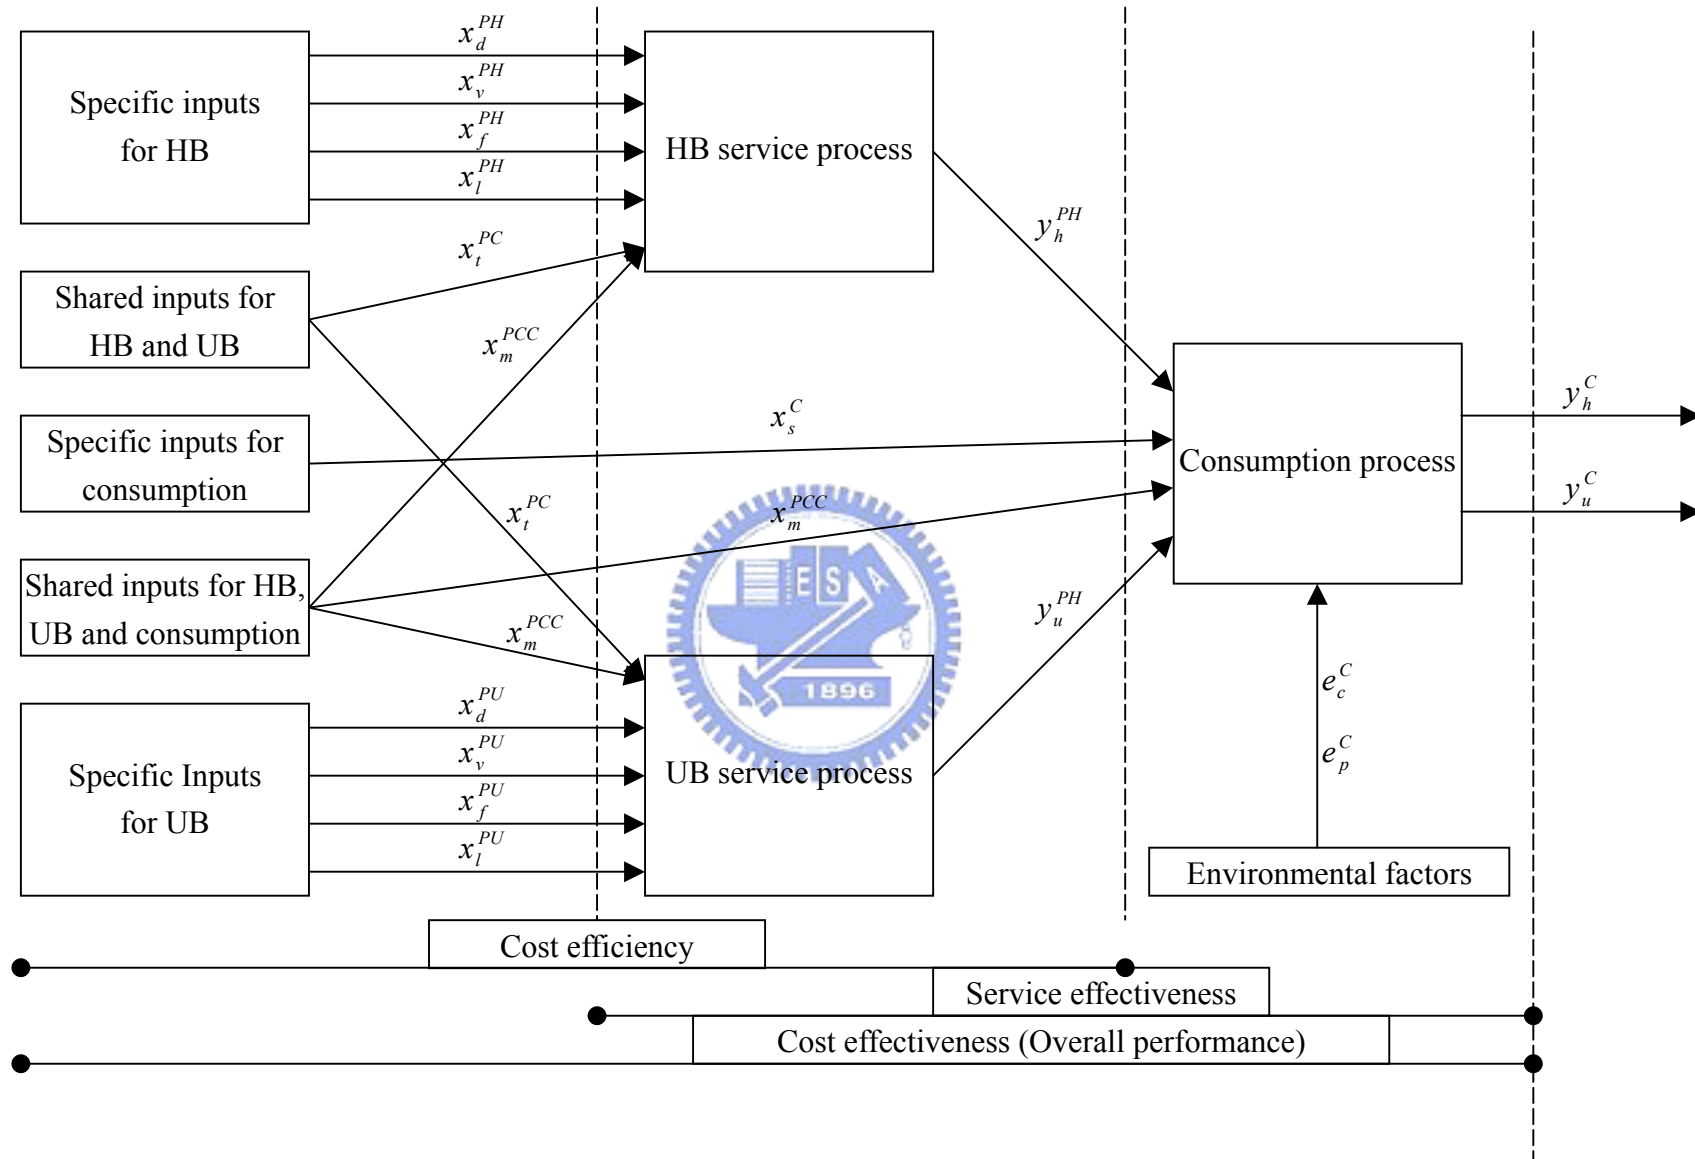 Specific inputs
for HB
x_d^{PH}
x_v^{PH}
x_f^{PH}
x_l^{PH}
HB service process
Shared inputs for
HB and UB
x_t^{PC}
x_m^{PCC}
y_h^{PH}
Specific inputs for
consumption
x_s^{C}
Consumption process
y_h^{C}
y_u^{C}
x_t^{PC}
x_m^{PCC}
Shared inputs for HB,
UB and consumption
x_m^{PCC}
y_u^{PH}
E S A
1896
Specific Inputs
for UB
x_d^{PU}
x_v^{PU}
x_f^{PU}
x_l^{PU}
UB service process
e_c^{C}
e_p^{C}
Environmental factors
Cost efficiency
Service effectiveness
Cost effectiveness (Overall performance)